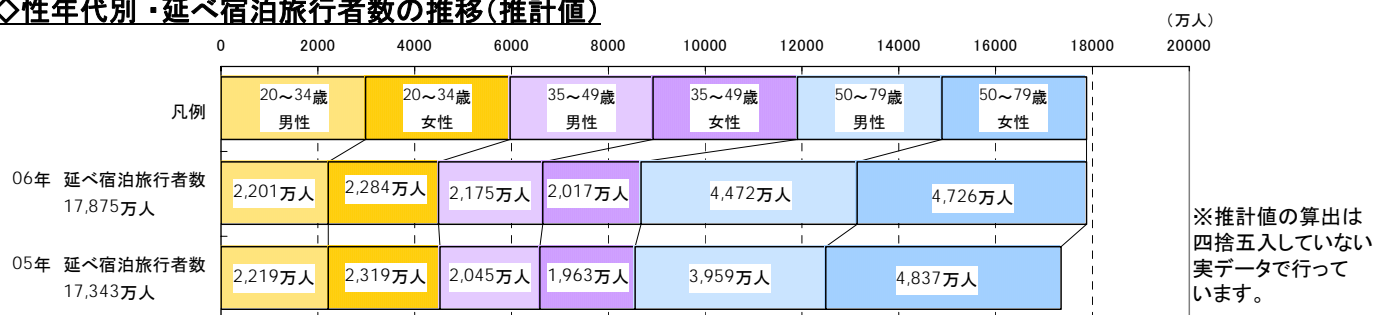 ◇性年代別・延べ宿泊旅行者数の推移(推計値)
(万人)
0 2000 4000 6000 8000 10000 12000 14000 16000 18000 20000
凡例
20～34歳
男性
20～34歳
女性
35～49歳
男性
35～49歳
女性
50～79歳
男性
50～79歳
女性
06年 延べ宿泊旅行者数
17,875万人
2,201万人 2,284万人 2,175万人 2,017万人 4,472万人 4,726万人
05年 延べ宿泊旅行者数
17,343万人
2,219万人 2,319万人 2,045万人 1,963万人 3,959万人 4,837万人
※推計値の算出は
四捨五入していない
実データで行って
います。